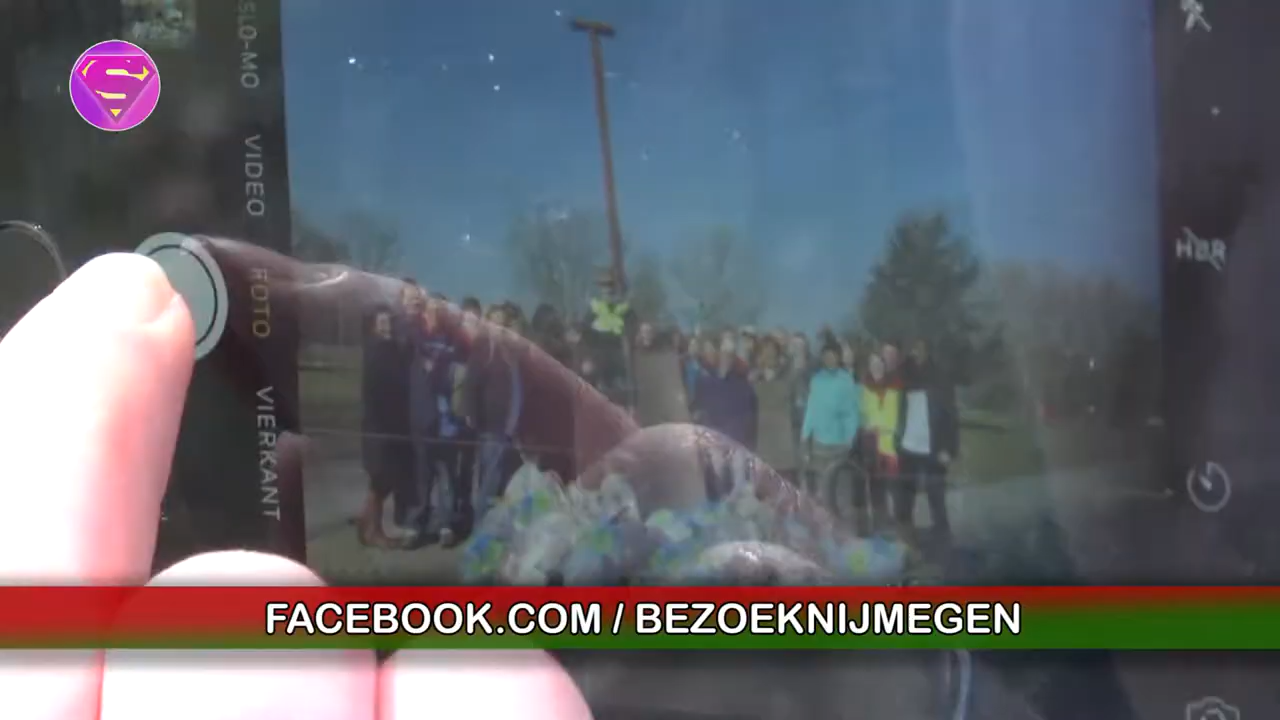 SLO-MO
VIDEO
FOTO
VIERKANT
HDR
S
FACEBOOK.COM / BEZOEKNIJMEGEN